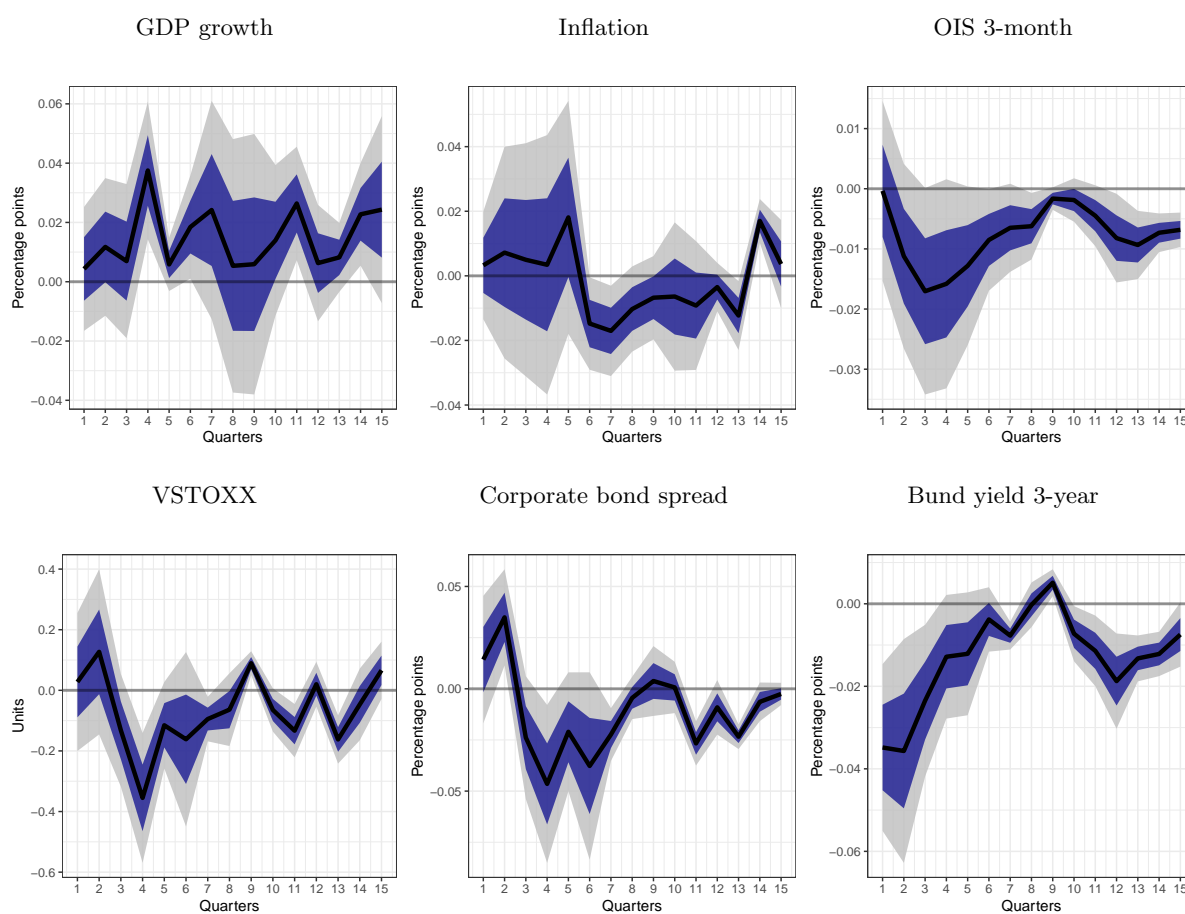 GDP growth
Inflation
OIS 3-month
Percentage points
0.06
0.04
0.02
0.00
−0.02
−0.04
1 2 3 4 5 6 7 8 9 10 11 12 13 14 15
Quarters
Percentage points
0.04
0.02
0.00
−0.02
−0.04
1 2 3 4 5 6 7 8 9 10 11 12 13 14 15
Quarters
Percentage points
0.01
0.00
−0.01
−0.02
−0.03
1 2 3 4 5 6 7 8 9 10 11 12 13 14 15
Quarters
VSTOXX
Corporate bond spread
Bund yield 3-year
Units
0.4
0.2
0.0
−0.2
−0.4
−0.6
1 2 3 4 5 6 7 8 9 10 11 12 13 14 15
Quarters
Percentage points
0.05
0.00
−0.05
1 2 3 4 5 6 7 8 9 10 11 12 13 14 15
Quarters
Percentage points
0.00
−0.02
−0.04
−0.06
1 2 3 4 5 6 7 8 9 10 11 12 13 14 15
Quarters